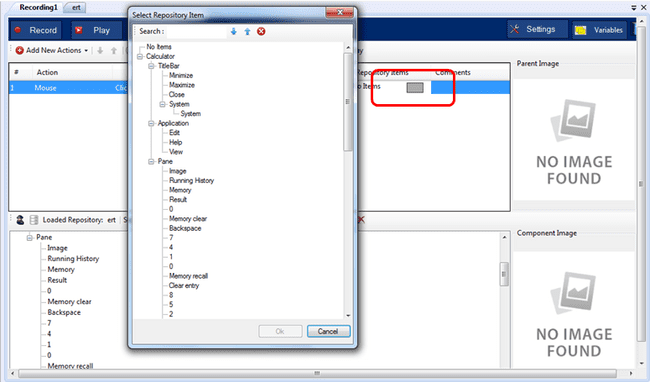 Recording1 ert
Record Play Settings Variables
Add New Actions
# Action Repository Items Comments
1 Mouse Clic o Items
Parent Image
NO IMAGE
FOUND
Select Repository Item
Search :
No Items
Calculator
TitleBar
Minimize
Maximize
Close
System
System
Application
Edit
Help
View
Pane
Image
Running History
Memory
Result
0
Memory clear
Backspace
7
4
1
0
Memory recall
Clear entry
8
5
2
Ok Cancel
Loaded Repository: ert
Pane
Image
Running History
Memory
Result
0
Memory clear
Backspace
7
4
1
0
Memory recall
Component Image
NO IMAGE
FOUND